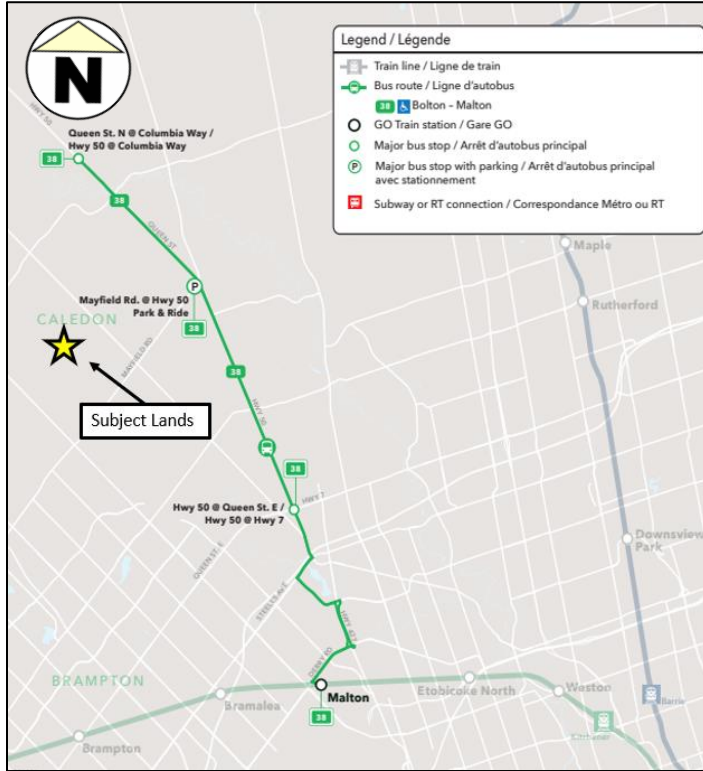 N
Legend / Légende
Train line / Ligne de train
Bus route / Ligne d'autobus
38 Bolton – Malton
GO Train station / Gare GO
Major bus stop / Arrêt d'autobus principal
P Major bus stop with parking / Arrêt d'autobus principal
avec stationnement
Subway or RT connection / Correspondance Métro ou RT
HWY 50
Queen St. N @ Columbia Way /
Hwy 50 @ Columbia Way
38
38
QUEEN ST
Maple
P
Mayfield Rd. @ Hwy 50
Park & Ride
38
Rutherford
CALEDON
MAYFIELD RD
38
Subject Lands
HWY 50
38
Hwy 50 @ Queen St. E /
Hwy 50 @ Hwy 7
HWY 7
Downsview
Park
QUEEN ST. E
STEELES AVE
HWY 427
DERRY RD
BRAMPTON
Malton
38
Bramalea
Etobicoke North
Weston
Barrie
Brampton
Kitchener